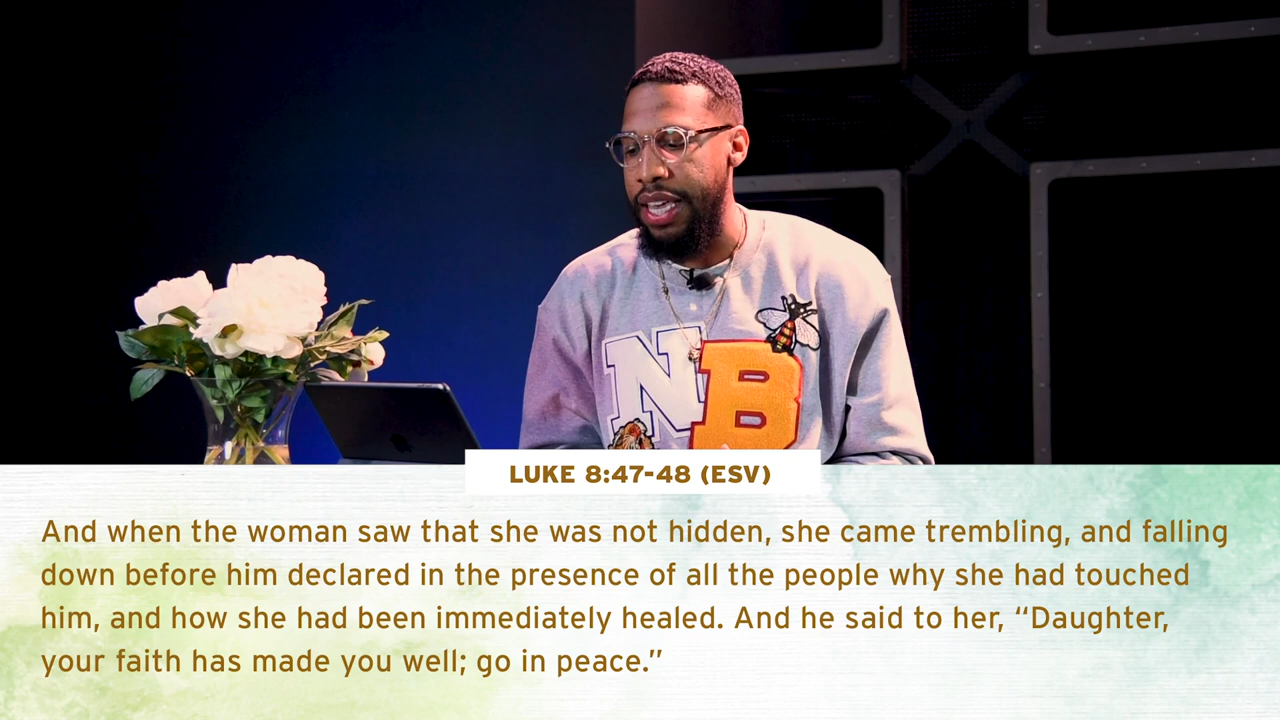 NB
LUKE 8:47-48 (ESV)
And when the woman saw that she was not hidden, she came trembling, and falling
down before him declared in the presence of all the people why she had touched
him, and how she had been immediately healed. And he said to her, “Daughter,
your faith has made you well; go in peace.”